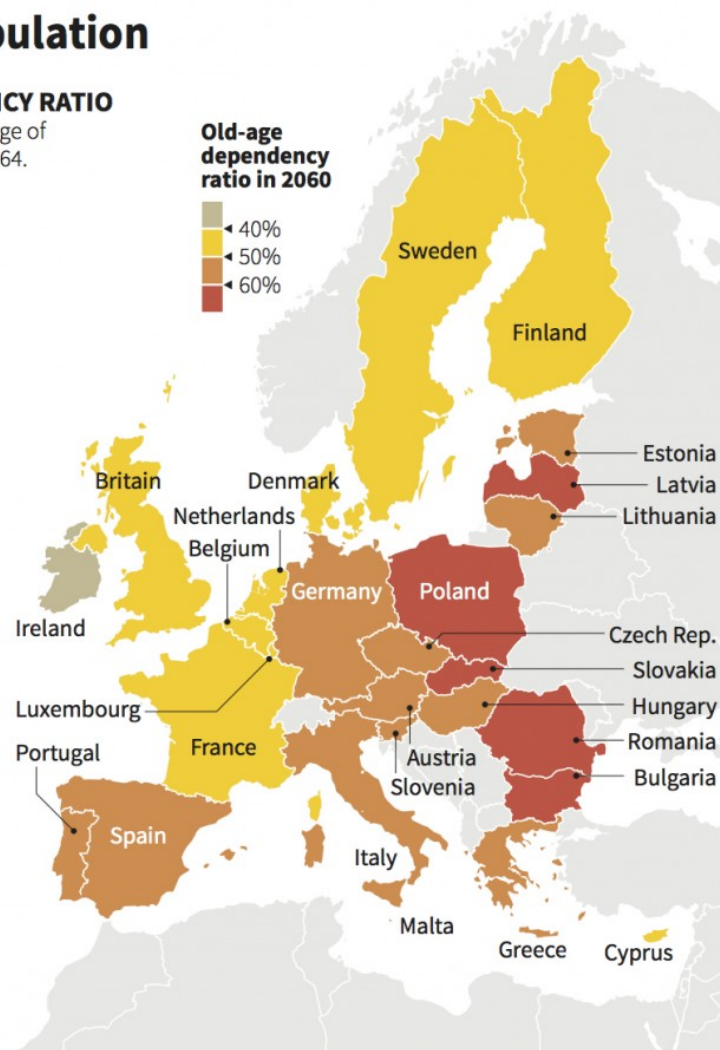 pulation
CY RATIO
ge of
64.
Old-age
dependency
ratio in 2060
40%
50%
60%
Sweden
Finland
Britain
Denmark
Netherlands
Belgium
Ireland
Germany
Poland
Estonia
Latvia
Lithuania
Czech Rep.
Slovakia
Hungary
Romania
Bulgaria
Luxembourg
Portugal
France
Austria
Slovenia
Spain
Italy
Malta
Greece
Cyprus